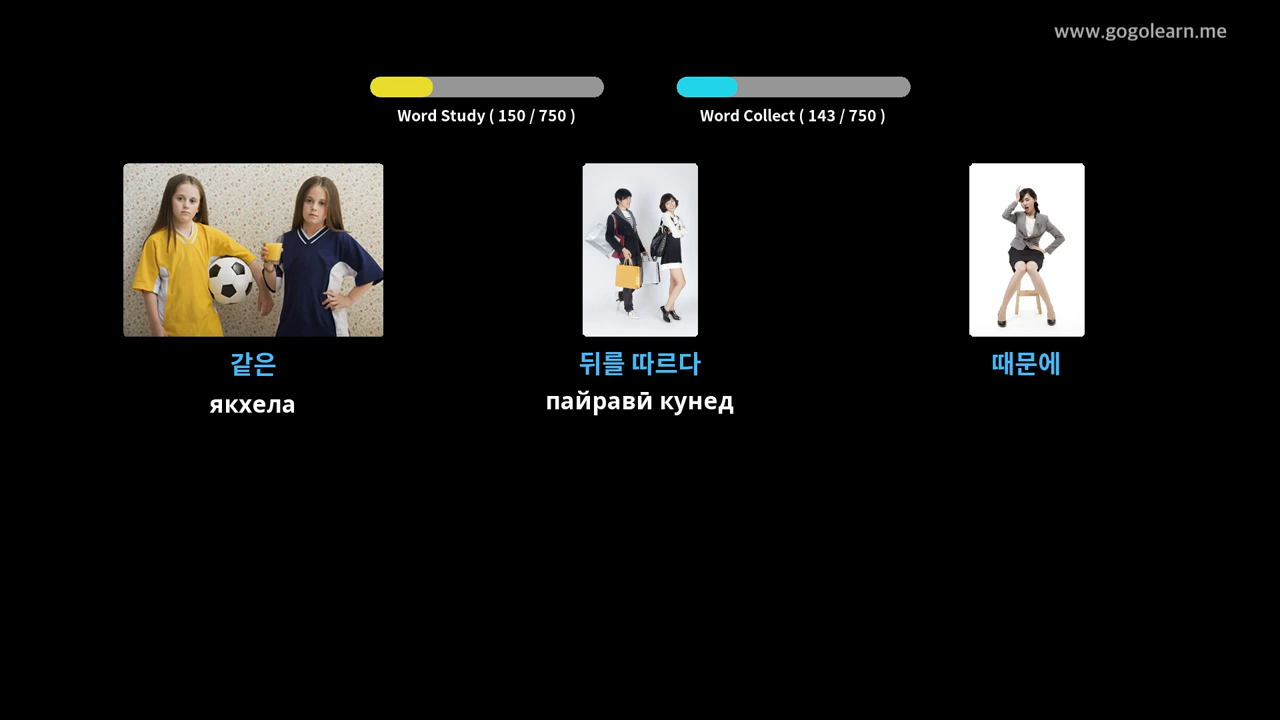 www.gogolearn.me
Word Study ( 150 / 750 )
Word Collect ( 143 / 750 )
같은
뒤를 따르다
때문에
якхела
пайравӣ кунед